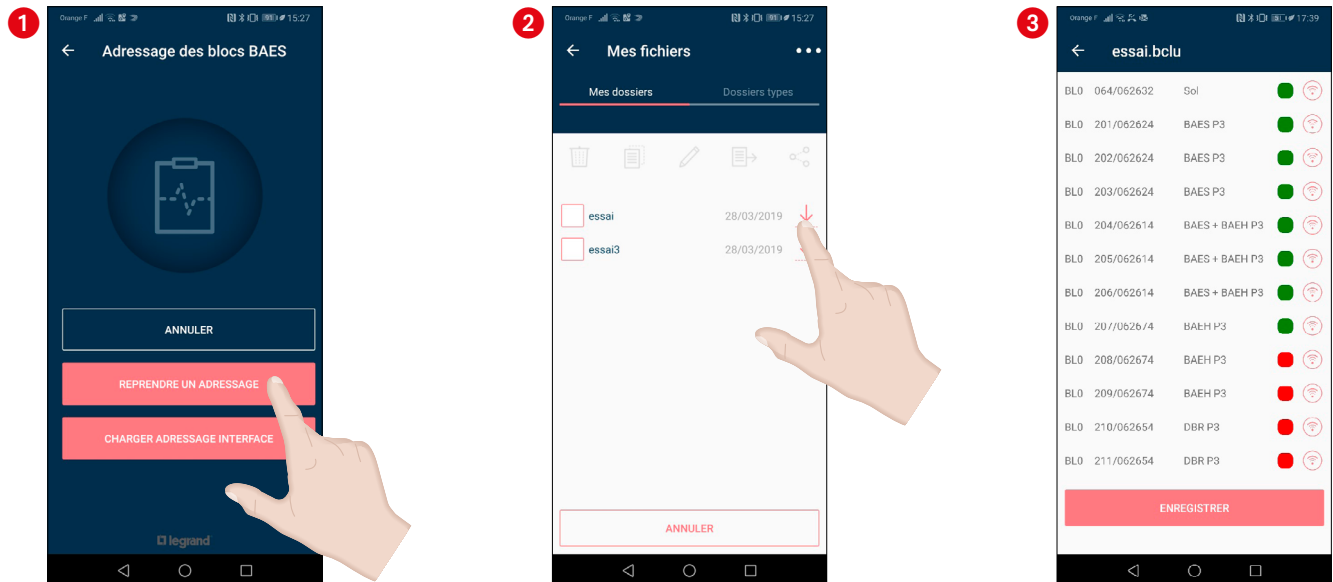 1
Orange F 91 15:27
Adressage des blocs BAES
ANNULER
REPRENDRE UN ADRESSAGE
CHARGER ADRESSAGE INTERFACE
legrand
2
Orange F 15:27
Mes fichiers
Mes dossiers Dossiers types
essai 28/03/2019
essai3 28/03/2019
ANNULER
3
Orange F 17:39
essai.bclu
BL0 064/062632 Sol
BL0 201/062624 BAES P3
BL0 202/062624 BAES P3
BL0 203/062624 BAES P3
BL0 204/062614 BAES + BAEH P3
BL0 205/062614 BAES + BAEH P3
BL0 206/062614 BAES + BAEH P3
BL0 207/062674 BAEH P3
BL0 208/062674 BAEH P3
BL0 209/062674 BAEH P3
BL0 210/062654 DBR P3
BL0 211/062654 DBR P3
ENREGISTRER